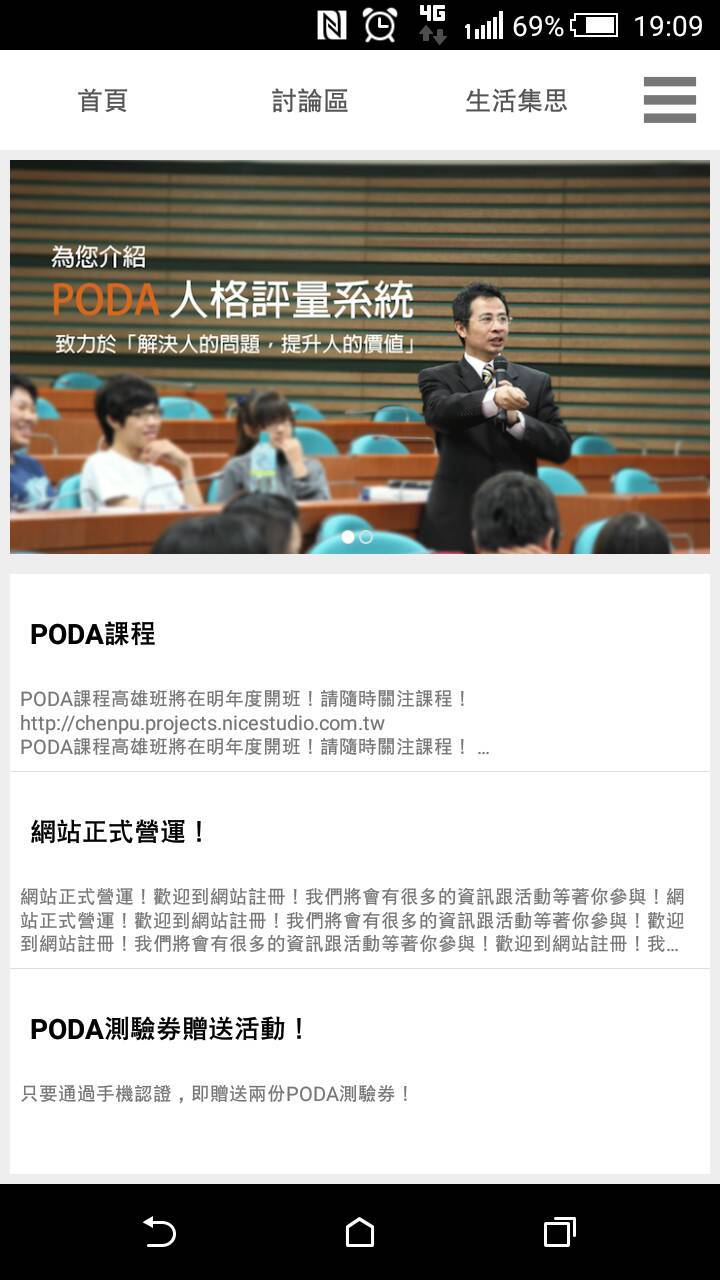 4G
69%
19:09
首頁
討論區
生活集思
為您介紹
PODA 人格評量系統
致力於「解決人的問題，提升人的價值」
PODA課程
PODA課程高雄班將在明年度開班！請隨時關注課程！
http://chenpu.projects.nicestudio.com.tw
PODA課程高雄班將在明年度開班！請隨時關注課程！ ...
網站正式營運！
網站正式營運！歡迎到網站註冊！我們將會有很多的資訊跟活動等著你參與！網
站正式營運！歡迎到網站註冊！我們將會有很多的資訊跟活動等著你參與！歡迎
到網站註冊！我們將會有很多的資訊跟活動等著你參與！歡迎到網站註冊！我...
PODA測驗券贈送活動！
只要通過手機認證，即贈送兩份PODA測驗券！